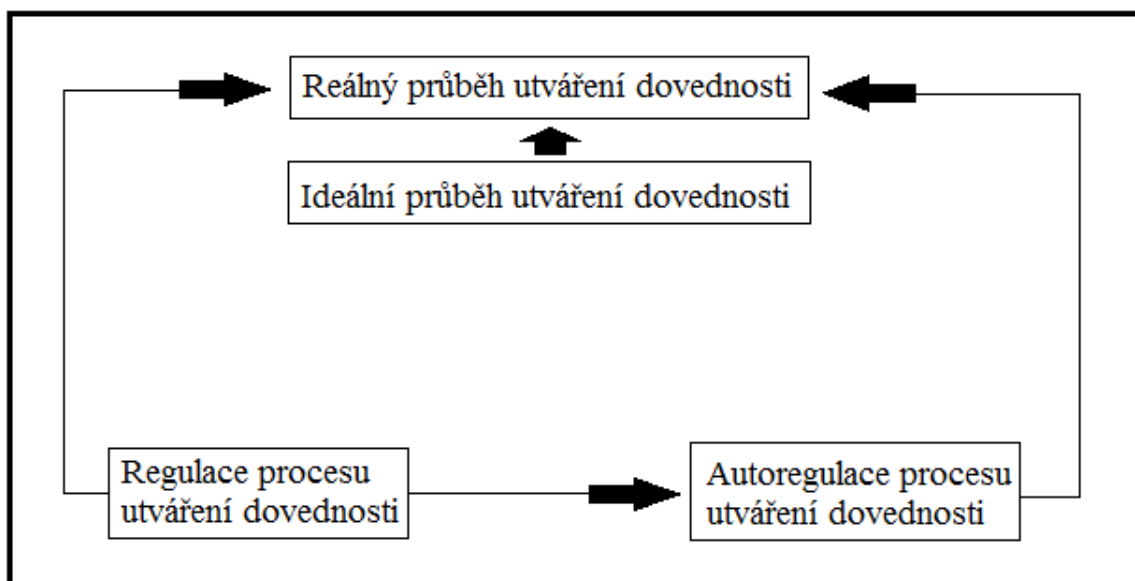 Reálný průběh utváření dovednosti
Ideální průběh utváření dovednosti
Regulace procesu
utváření dovednosti
Autoregulace procesu
utváření dovednosti